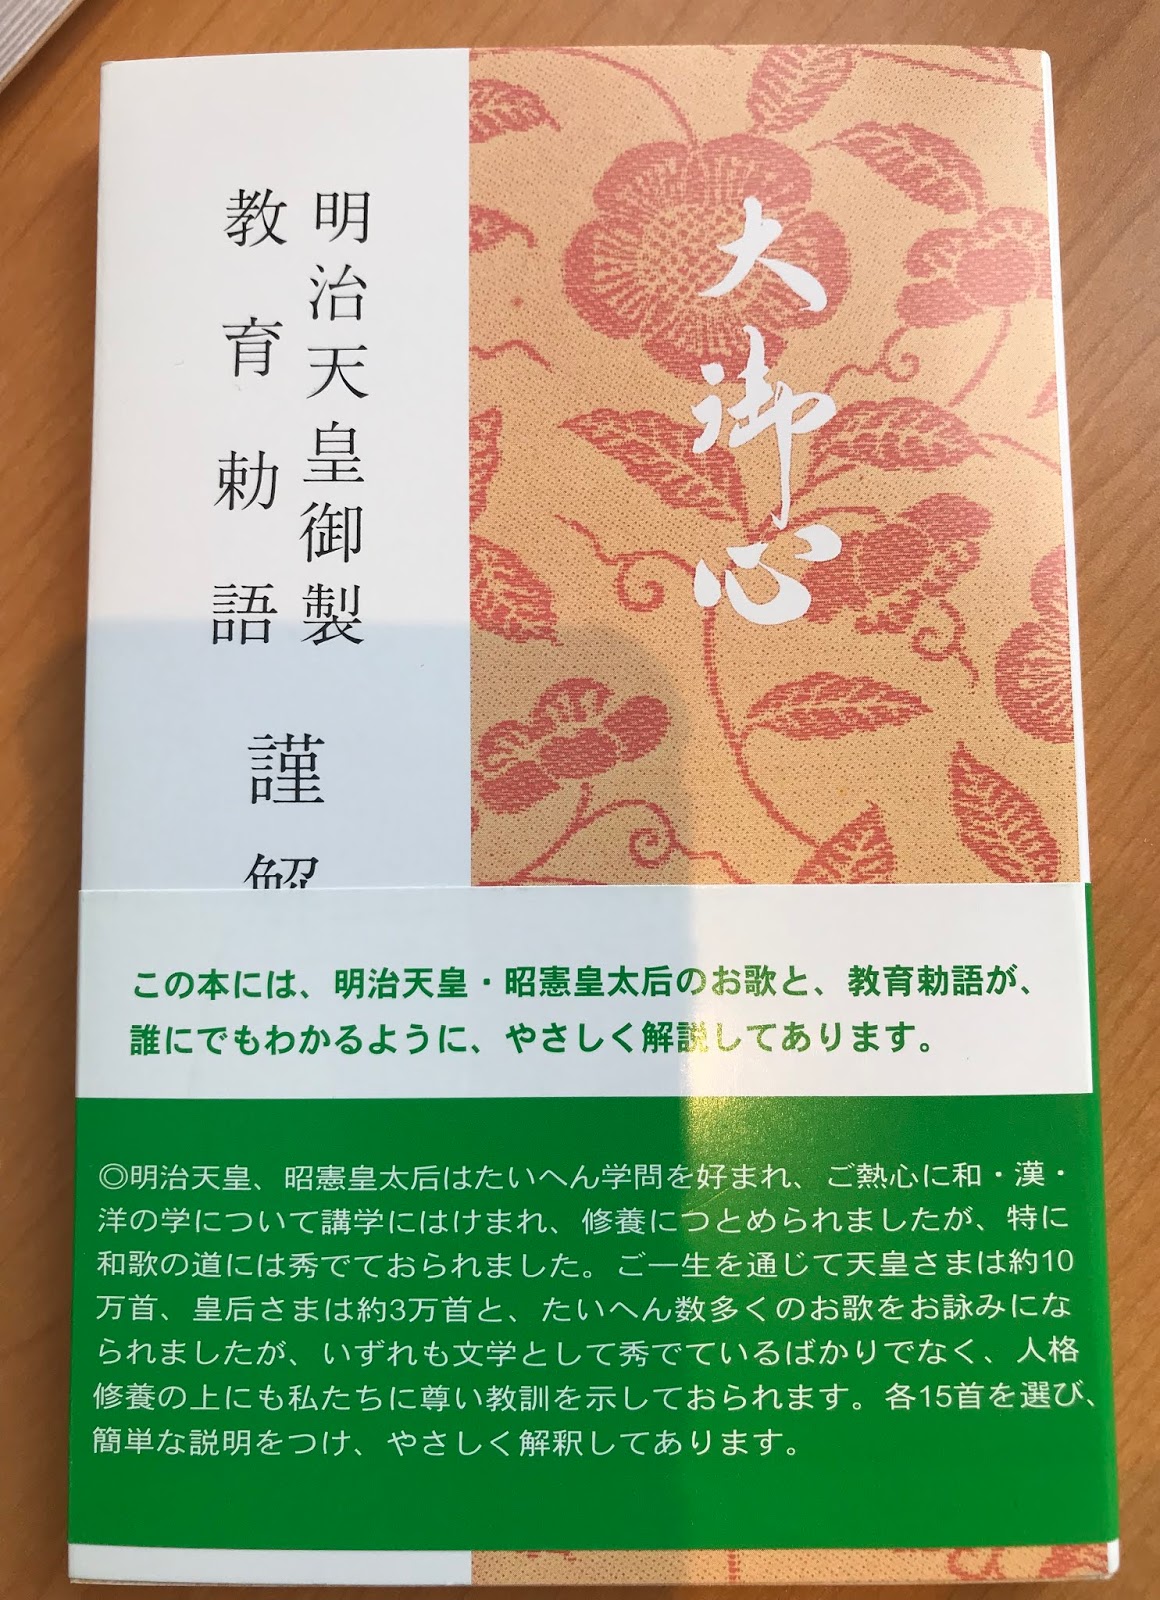 大御心
明治天皇御製
教育勅語
謹解
この本には、明治天皇・昭憲皇太后のお歌と、教育勅語が、
誰にでもわかるように、やさしく解説してあります。
◎明治天皇、昭憲皇太后はたいへん学問を好まれ、ご熱心に和・漢・
洋の学について講学にはげまれ、修養につとめられましたが、特に
和歌の道には秀でておられました。ご一生を通じて天皇さまは約10
万首、皇后さまは約3万首と、たいへん数多くのお歌をお詠みにな
られましたが、いずれも文学として秀でているばかりでなく、人格
修養の上にも私たちに尊い教訓を示しておられます。各15首を選び、
簡単な説明をつけ、やさしく解釈してあります。